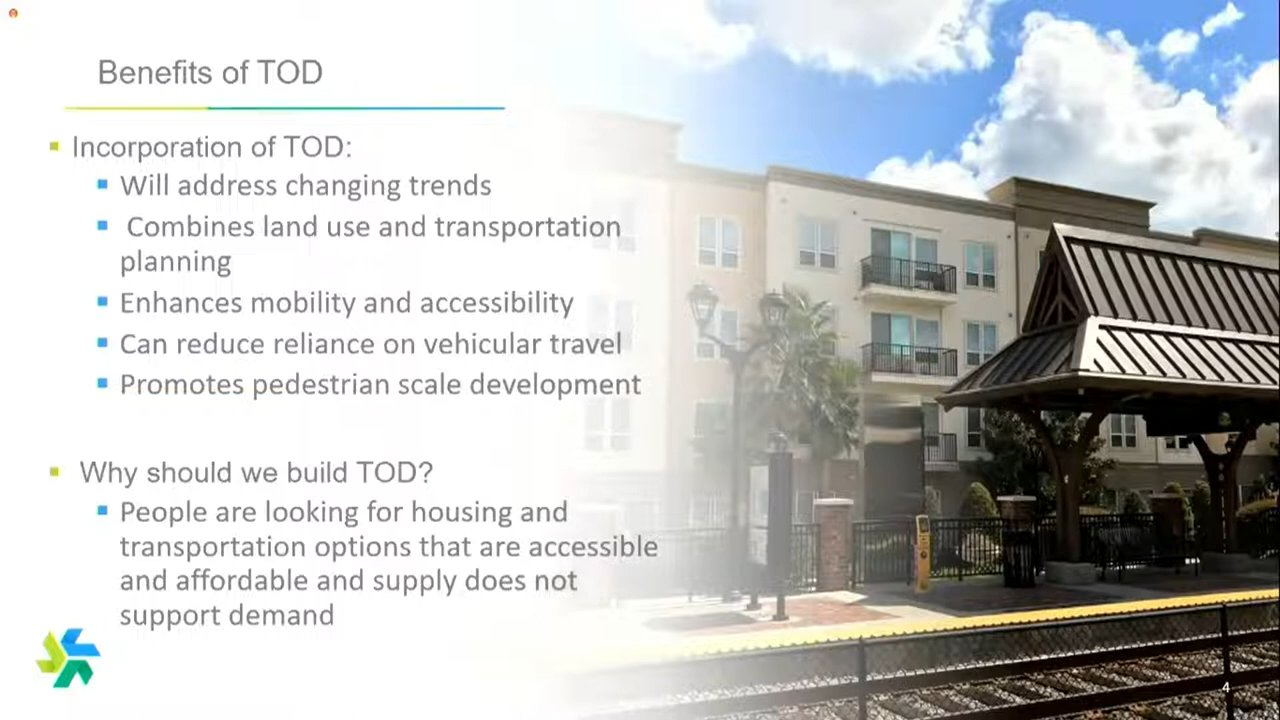 Benefits of TOD
Incorporation of TOD:
Will address changing trends
Combines land use and transportation
planning
Enhances mobility and accessibility
Can reduce reliance on vehicular travel
Promotes pedestrian scale development
Why should we build TOD?
People are looking for housing and
transportation options that are accessible
and affordable and supply does not
support demand
4